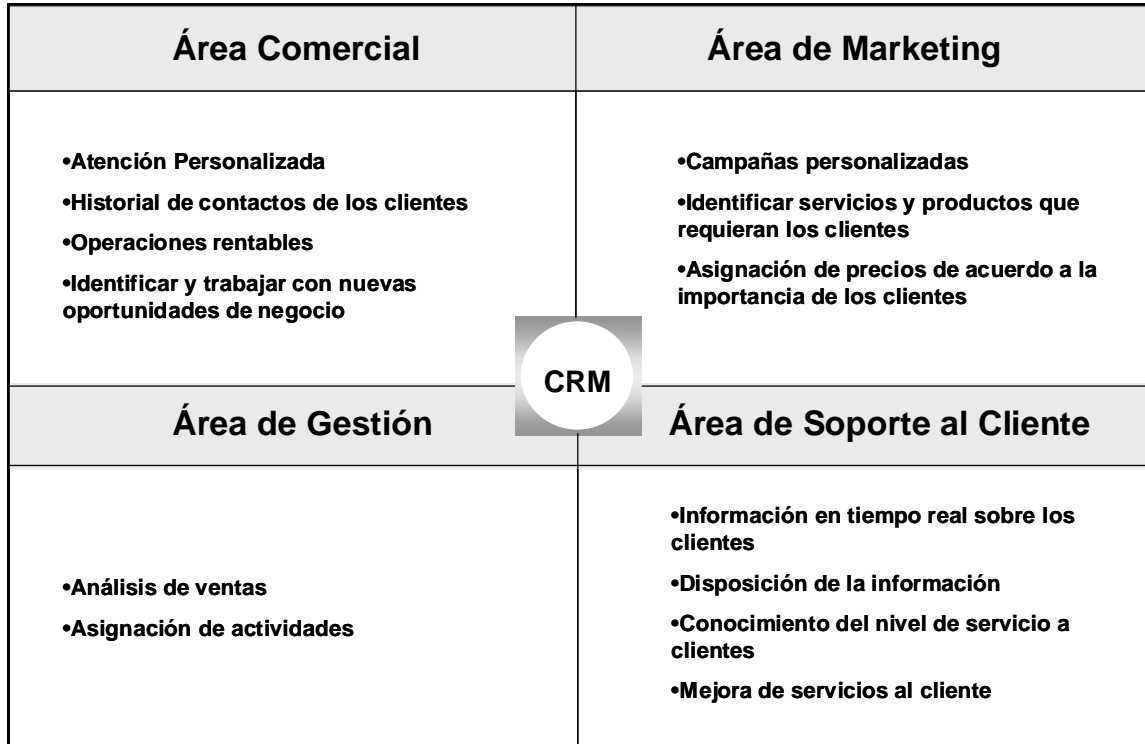 Área Comercial
Área de Marketing
•Atención Personalizada
•Historial de contactos de los clientes
•Operaciones rentables
•Identificar y trabajar con nuevas
oportunidades de negocio
•Campañas personalizadas
•Identificar servicios y productos que
requieran los clientes
•Asignación de precios de acuerdo a la
importancia de los clientes
CRM
Área de Gestión
Área de Soporte al Cliente
•Análisis de ventas
•Asignación de actividades
•Información en tiempo real sobre los
clientes
•Disposición de la información
•Conocimiento del nivel de servicio a
clientes
•Mejora de servicios al cliente